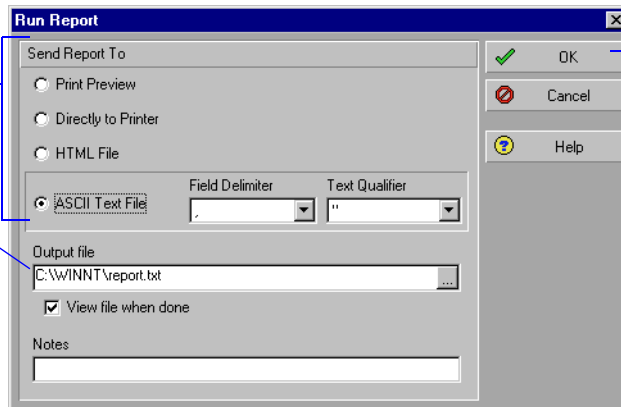 Run Report
Send Report To
Print Preview
Directly to Printer
HTML File
ASCII Text File
Field Delimiter
,
Text Qualifier
"
Output file
C:\WINNT\report.txt
...
View file when done
Notes
OK
Cancel
? Help